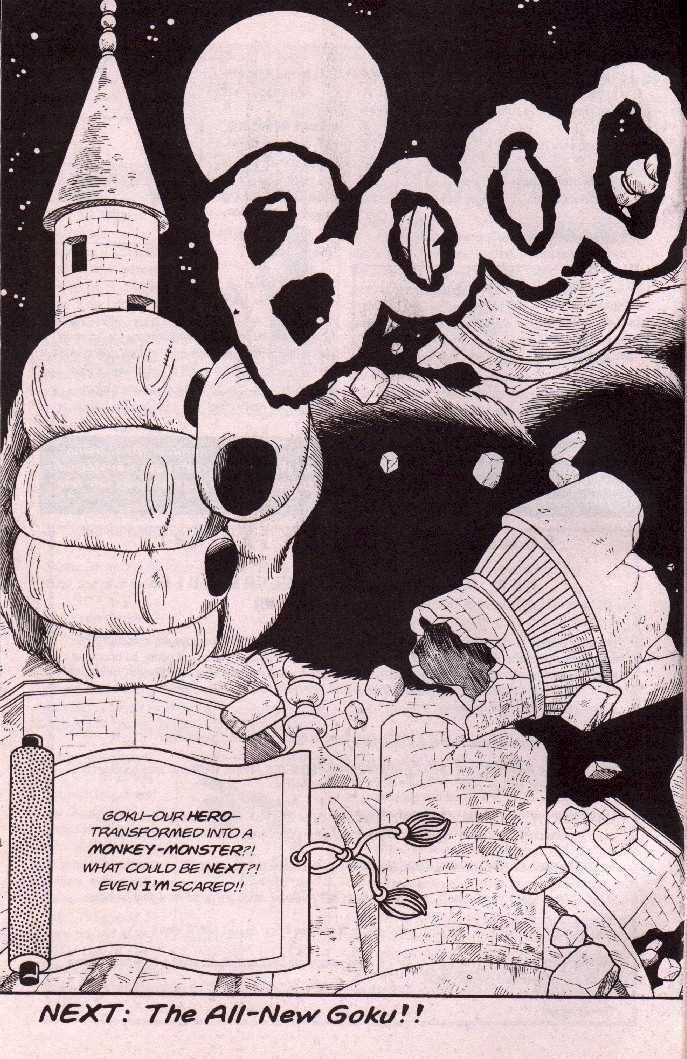 BOOO
GOKU—OUR HERO—
TRANSFORMED INTO A
MONKEY-MONSTER?!
WHAT COULD BE NEXT?!
EVEN I'M SCARED!!
NEXT: The All-New Goku!!